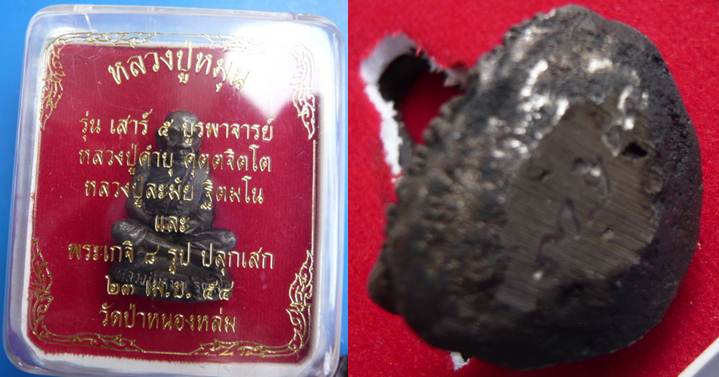 หลวงปู่หมุน
รุ่น เสาร์ ๕ บูรพาจารย์
หลวงปู่คำบุ คุตตจิตโต
หลวงปู่ละมัย ฐิตมโน
และ
พระเกจิ ๘ รูป ปลุกเสก
๒๓ เม.ย. ๕๔
วัดป่าหนองหล่ม